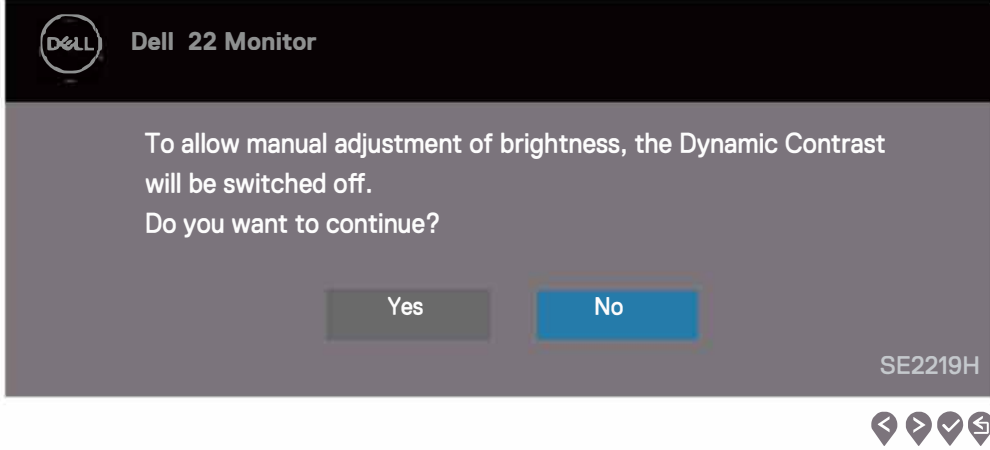 DELL Dell 22 Monitor
To allow manual adjustment of brightness, the Dynamic Contrast
will be switched off.
Do you want to continue?
Yes No
SE2219H